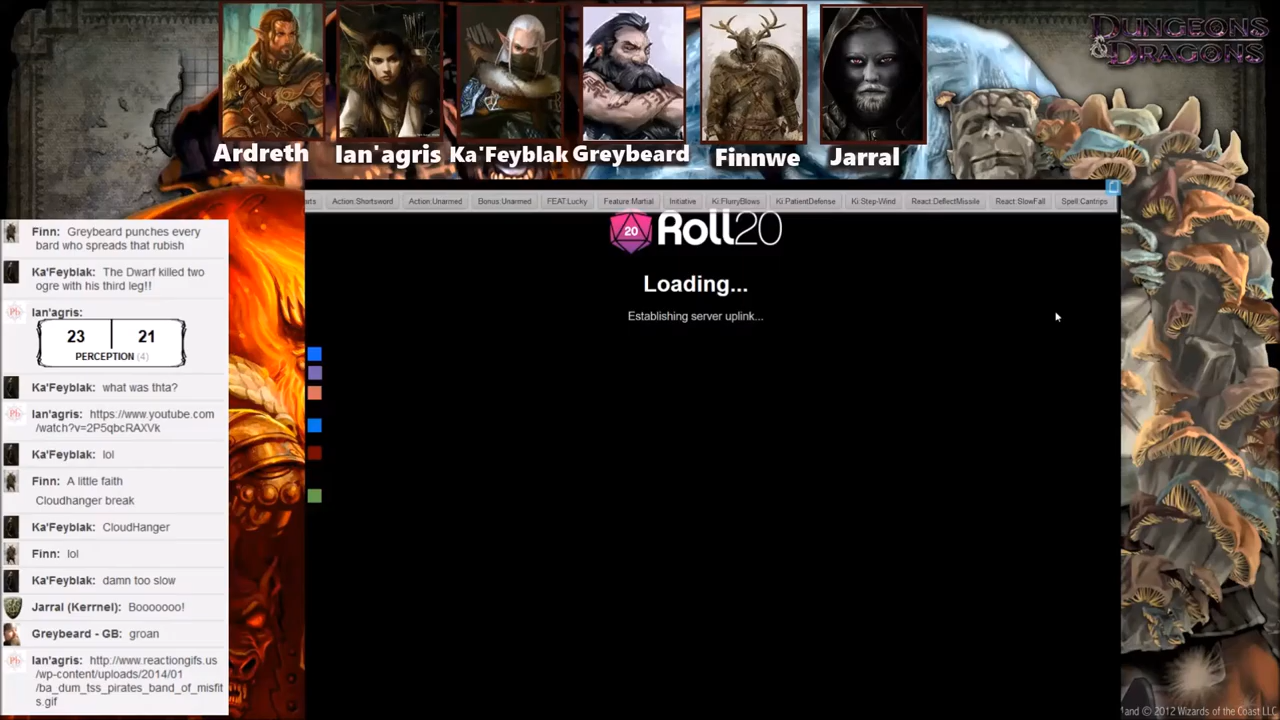 DUNGEONS
&
DRAGONS
Ardreth
Ian'agris
Ka'Feyblak
Greybeard
Finnwe
Jarral
Action:Shortsword
Action:Unarmed
Bonus:Unarmed
FEAT:Lucky
Feature:Martial
Initiative
Ki:FlurryBlows
Ki:PatientDefense
Ki:Step-Wind
React:DeflectMissile
React:SlowFall
Spell:Cantrips
20
Roll20
Loading...
Establishing server uplink...
Finn: Greybeard punches every
bard who spreads that rubish
Ka'Feyblak: The Dwarf killed two
ogre with his third leg!!
Ian'agris:
23 21
PERCEPTION (4)
Ka'Feyblak: what was thta?
Ian'agris: https://www.youtube.com
/watch?v=2P5qbcRAXVk
Ka'Feyblak: lol
Finn: A little faith
Cloudhanger break
Ka'Feyblak: CloudHanger
Finn: lol
Ka'Feyblak: damn too slow
Jarral (Kerrnel): Booooooo!
Greybeard - GB: groan
Ian'agris: http://www.reactiongifs.us
/wp-content/uploads/2014/01
/ba_dum_tss_pirates_band_of_misfit
s.gif
© 2012 Wizards of the Coast LLC